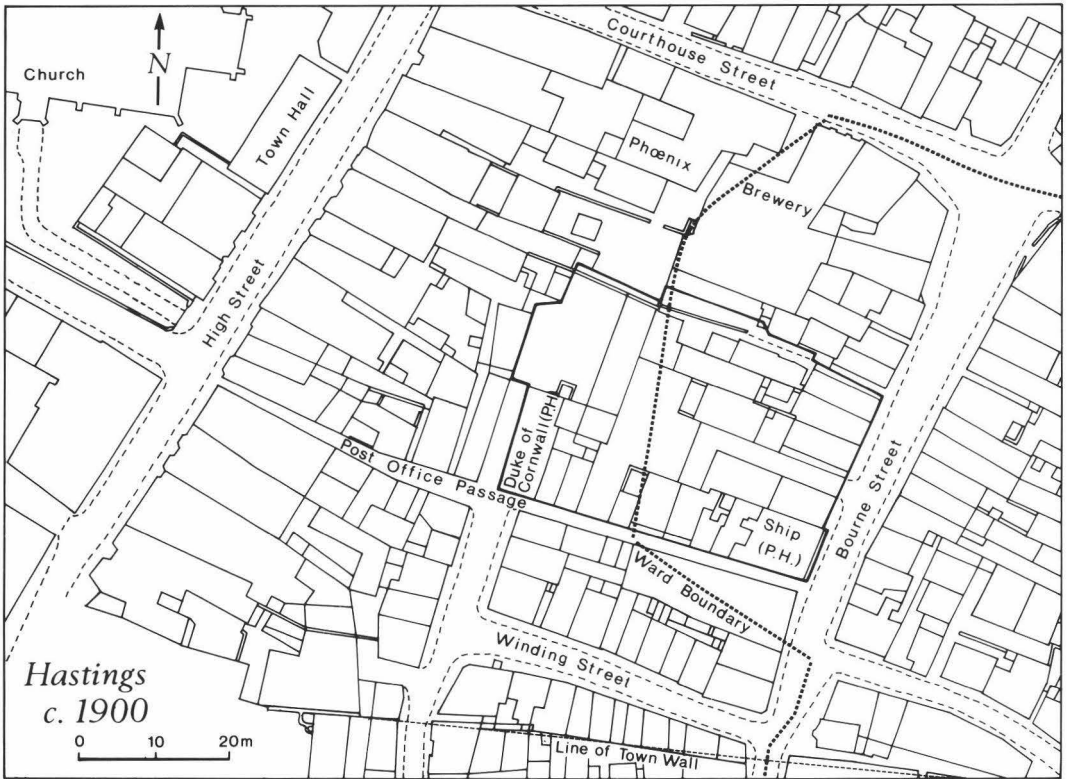 Church
N
Town Hall
Courthouse Street
Phœnix
Brewery
High Street
Duke of
Cornwall (P.H.)
Post Office Passage
Ship
(P.H.)
Bourne Street
Ward Boundary
Winding Street
Hastings
c. 1900
0 10 20m
Line of Town Wall